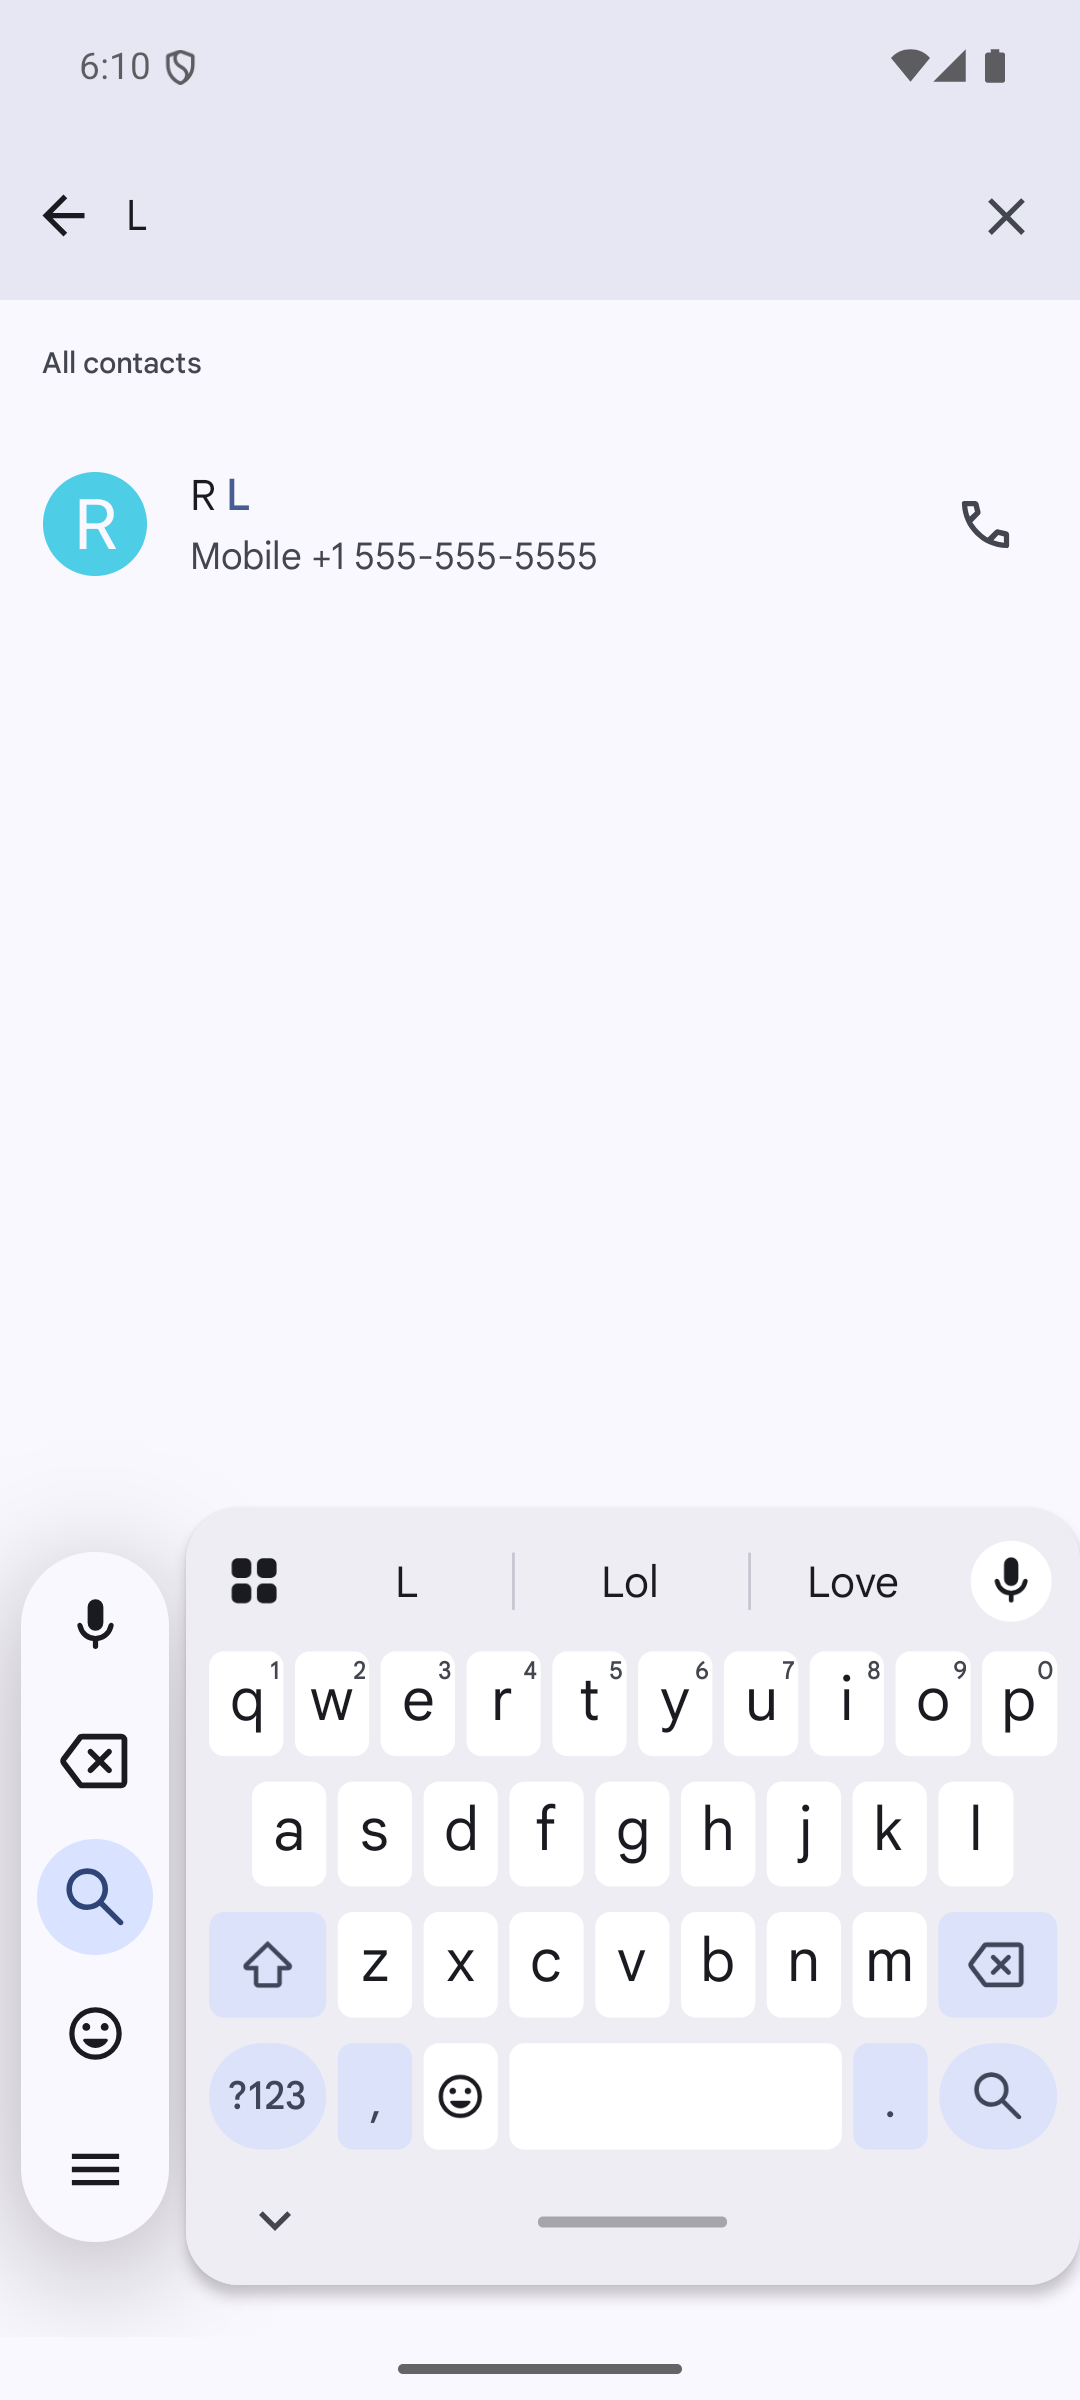 6:10
L
All contacts
R
R L
Mobile +1 555-555-5555
L Lol Love
q1 w2 e3 r4 t5 y6 u7 i8 o9 p0
a s d f g h j k l
z x c v b n m
?123 , .